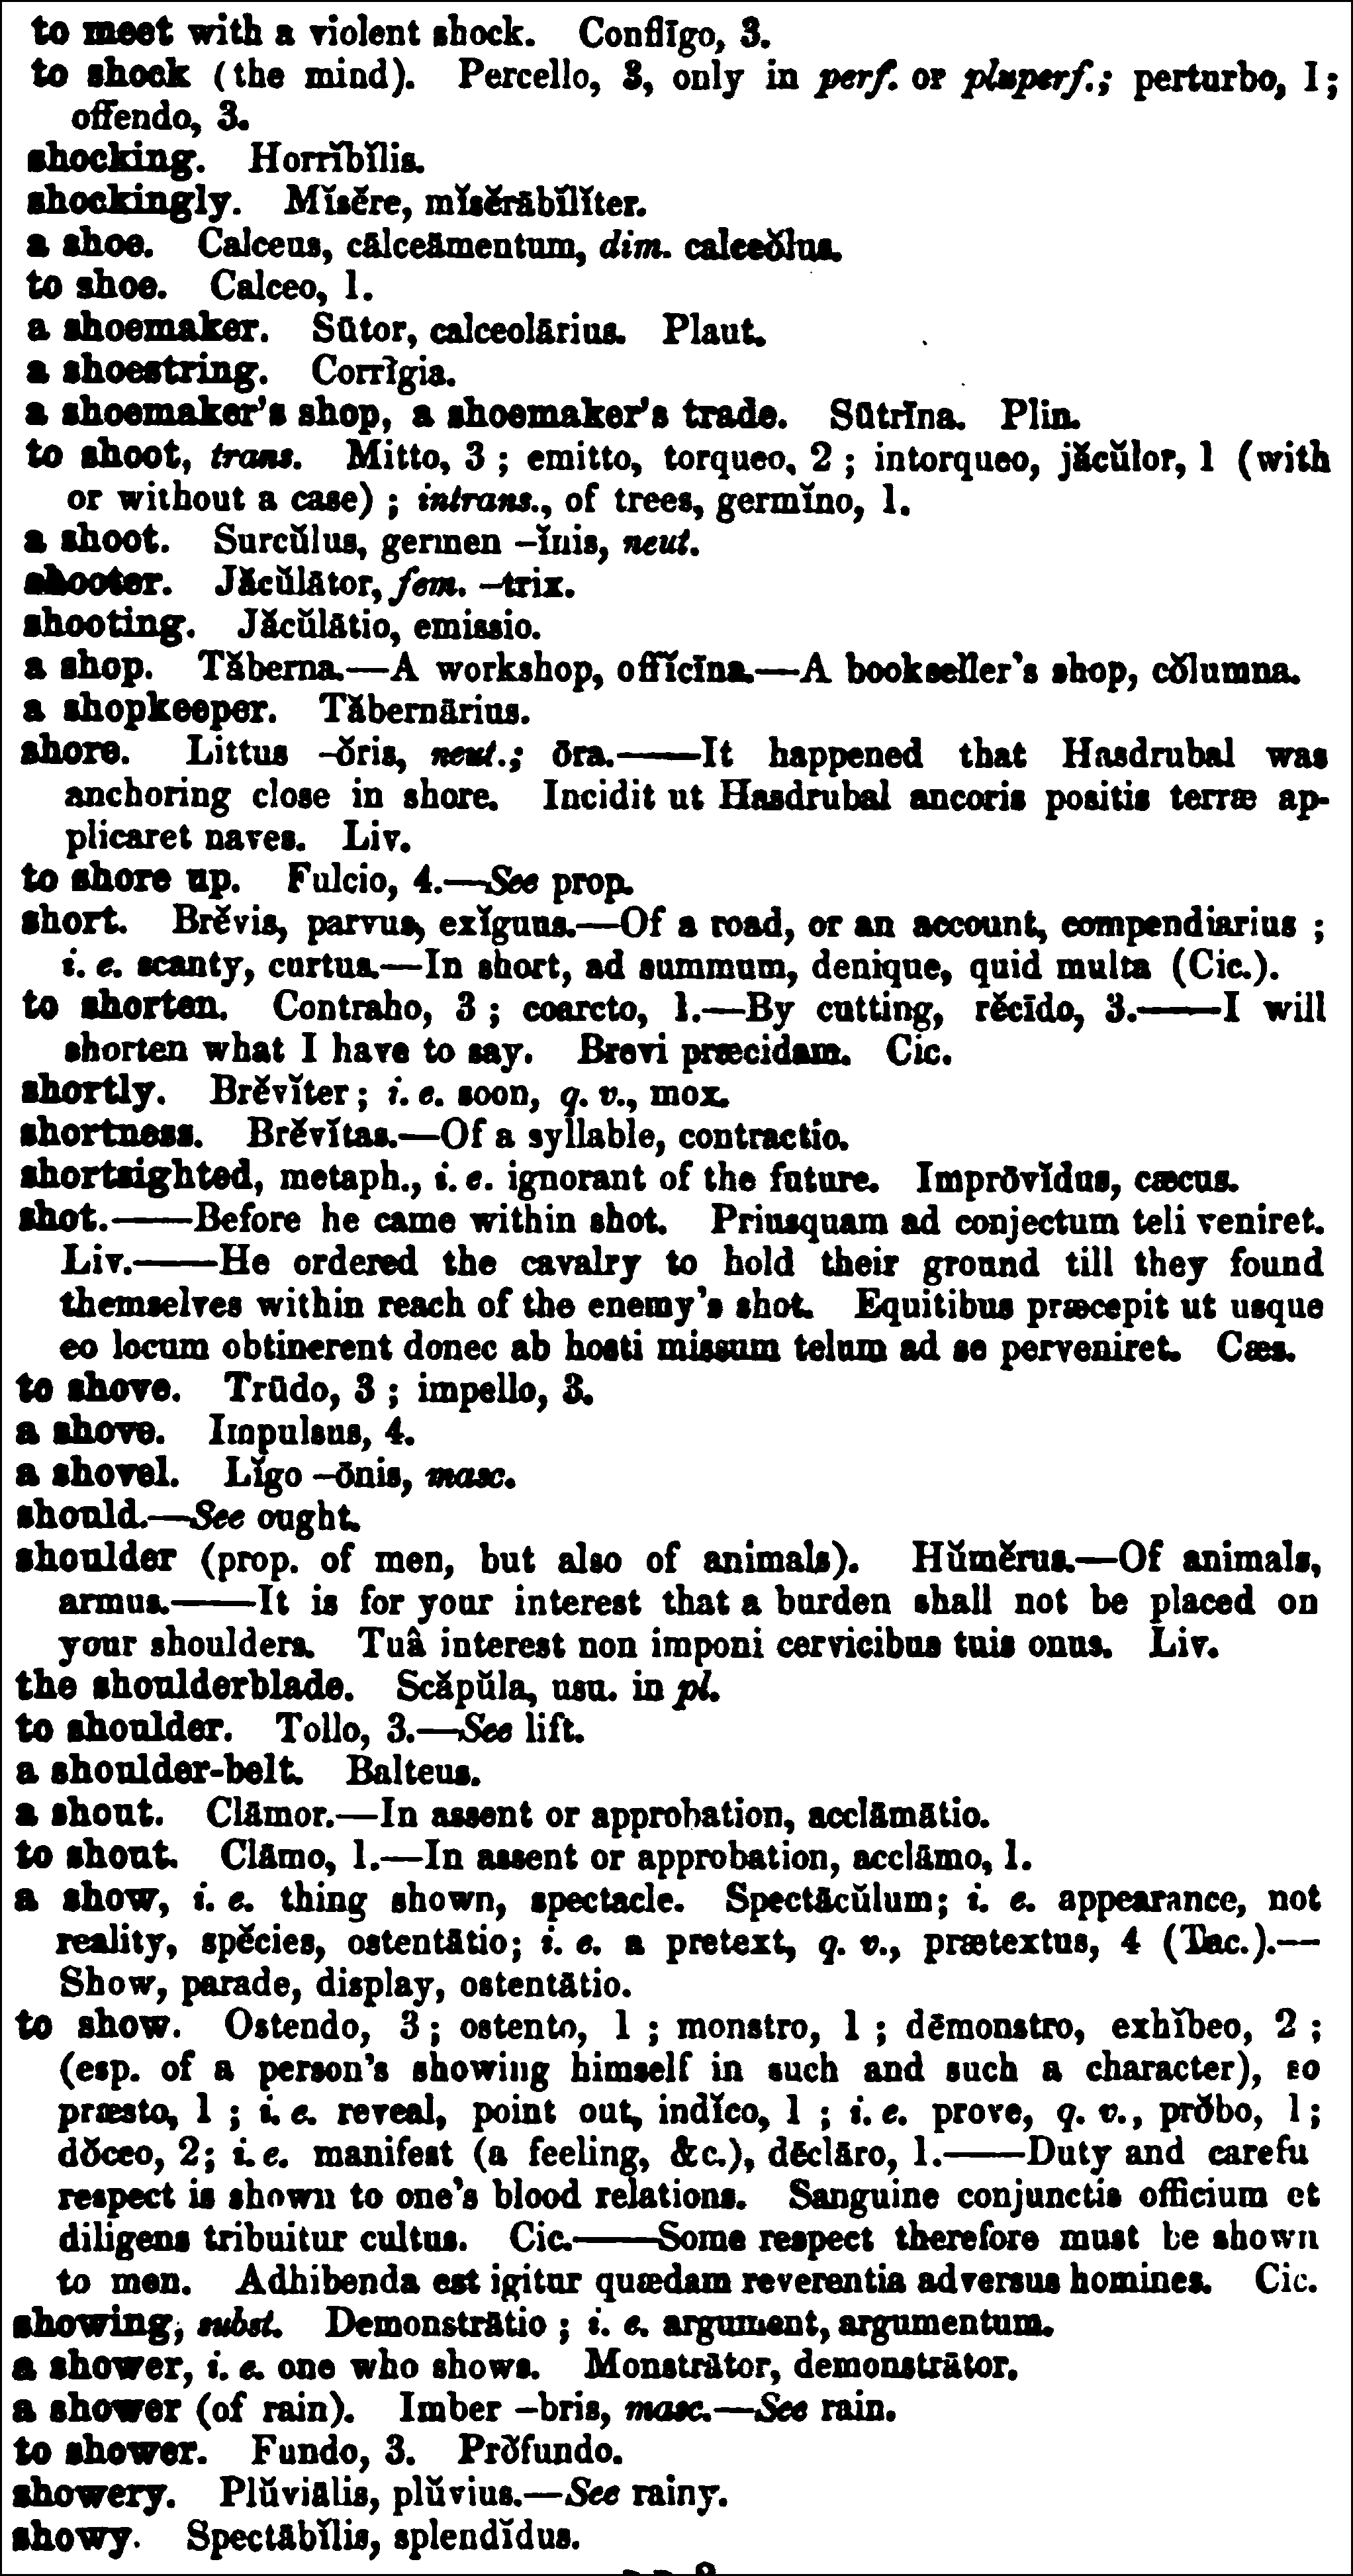 to meet with a violent shock. Conflīgo, 3.
to shock (the mind). Percello, 3, only in perf. or pluperf.; perturbo, 1;
offendo, 3.
shocking. Horrĭbĭlis.
shockingly. Mĭsĕre, mĭsĕrābĭlĭter.
a shoe. Calceus, cālceāmentum, dim. calceŏlus.
to shoe. Calceo, 1.
a shoemaker. Sūtor, calceolārius. Plaut.
a shoestring. Corrĭgia.
a shoemaker's shop, a shoemaker's trade. Sūtrīna. Plin.
to shoot, trans. Mitto, 3; emitto, torqueo, 2; intorqueo, jăcŭlor, 1 (with
or without a case); intrans., of trees, germĭno, 1.
a shoot. Surcŭlus, germen –ĭnis, neut.
shooter. Jăcŭlātor, fem. –trix.
shooting. Jăcŭlātio, emissio.
a shop. Tăberna.—A workshop, officīna.—A bookseller's shop, cŏlumna.
a shopkeeper. Tăbernārius.
shore. Littus –ŏris, neut.; ōra.——It happened that Hasdrubal was
anchoring close in shore. Incidit ut Hasdrubal ancoris positis terræ ap-
plicaret naves. Liv.
to shore up. Fulcio, 4.—See prop.
short. Brĕvis, parvus, exĭguus.—Of a road, or an account, compendiarius;
i. e. scanty, curtus.—In short, ad summum, denique, quid multa (Cic.).
to shorten. Contraho, 3; coarcto, 1.—By cutting, rĕcīdo, 3.——I will
shorten what I have to say. Brevi præcidam. Cic.
shortly. Brĕvĭter; i. e. soon, q. v., mox.
shortness. Brĕvĭtas.—Of a syllable, contractio.
shortsighted, metaph., i. e. ignorant of the future. Imprōvĭdus, cæcus.
shot.——Before he came within shot. Priusquam ad conjectum teli veniret.
Liv.——He ordered the cavalry to hold their ground till they found
themselves within reach of the enemy's shot. Equitibus præcepit ut usque
eo locum obtinerent donec ab hosti missum telum ad se perveniret. Cæs.
to shove. Trūdo, 3; impello, 3.
a shove. Impulsus, 4.
a shovel. Lĭgo –ōnis, masc.
should.—See ought.
shoulder (prop. of men, but also of animals). Hŭmĕrus.—Of animals,
armus.——It is for your interest that a burden shall not be placed on
your shoulders. Tuâ interest non imponi cervicibus tuis onus. Liv.
the shoulderblade. Scăpŭla, usu. in pl.
to shoulder. Tollo, 3.—See lift.
a shoulder-belt. Balteus.
a shout. Clāmor.—In assent or approbation, acclāmātio.
to shout. Clāmo, 1.—In assent or approbation, acclāmo, 1.
a show, i. e. thing shown, spectacle. Spectācŭlum; i. e. appearance, not
reality, spĕcies, ostentātio; i. e. a pretext, q. v., prætextus, 4 (Tac.).—
Show, parade, display, ostentātio.
to show. Ostendo, 3; ostento, 1; monstro, 1; dēmonstro, exhĭbeo, 2;
(esp. of a person's showing himself in such and such a character), so
præsto, 1; i. e. reveal, point out, indĭco, 1; i. e. prove, q. v., prŏbo, 1;
dŏceo, 2; i. e. manifest (a feeling, &c.), dēclāro, 1.——Duty and carefu
respect is shown to one's blood relations. Sanguine conjunctis officium et
diligens tribuitur cultus. Cic.——Some respect therefore must be shown
to men. Adhibenda est igitur quædam reverentia adversus homines. Cic.
showing, subst. Demonstrātio; i. e. argument, argumentum.
a shower, i. e. one who shows. Monstrātor, demonstrātor.
a shower (of rain). Imber –bris, masc.—See rain.
to shower. Fundo, 3. Prŏfundo.
showery. Plŭviālis, plŭvius.—See rainy.
showy. Spectābĭlis, splendĭdus.